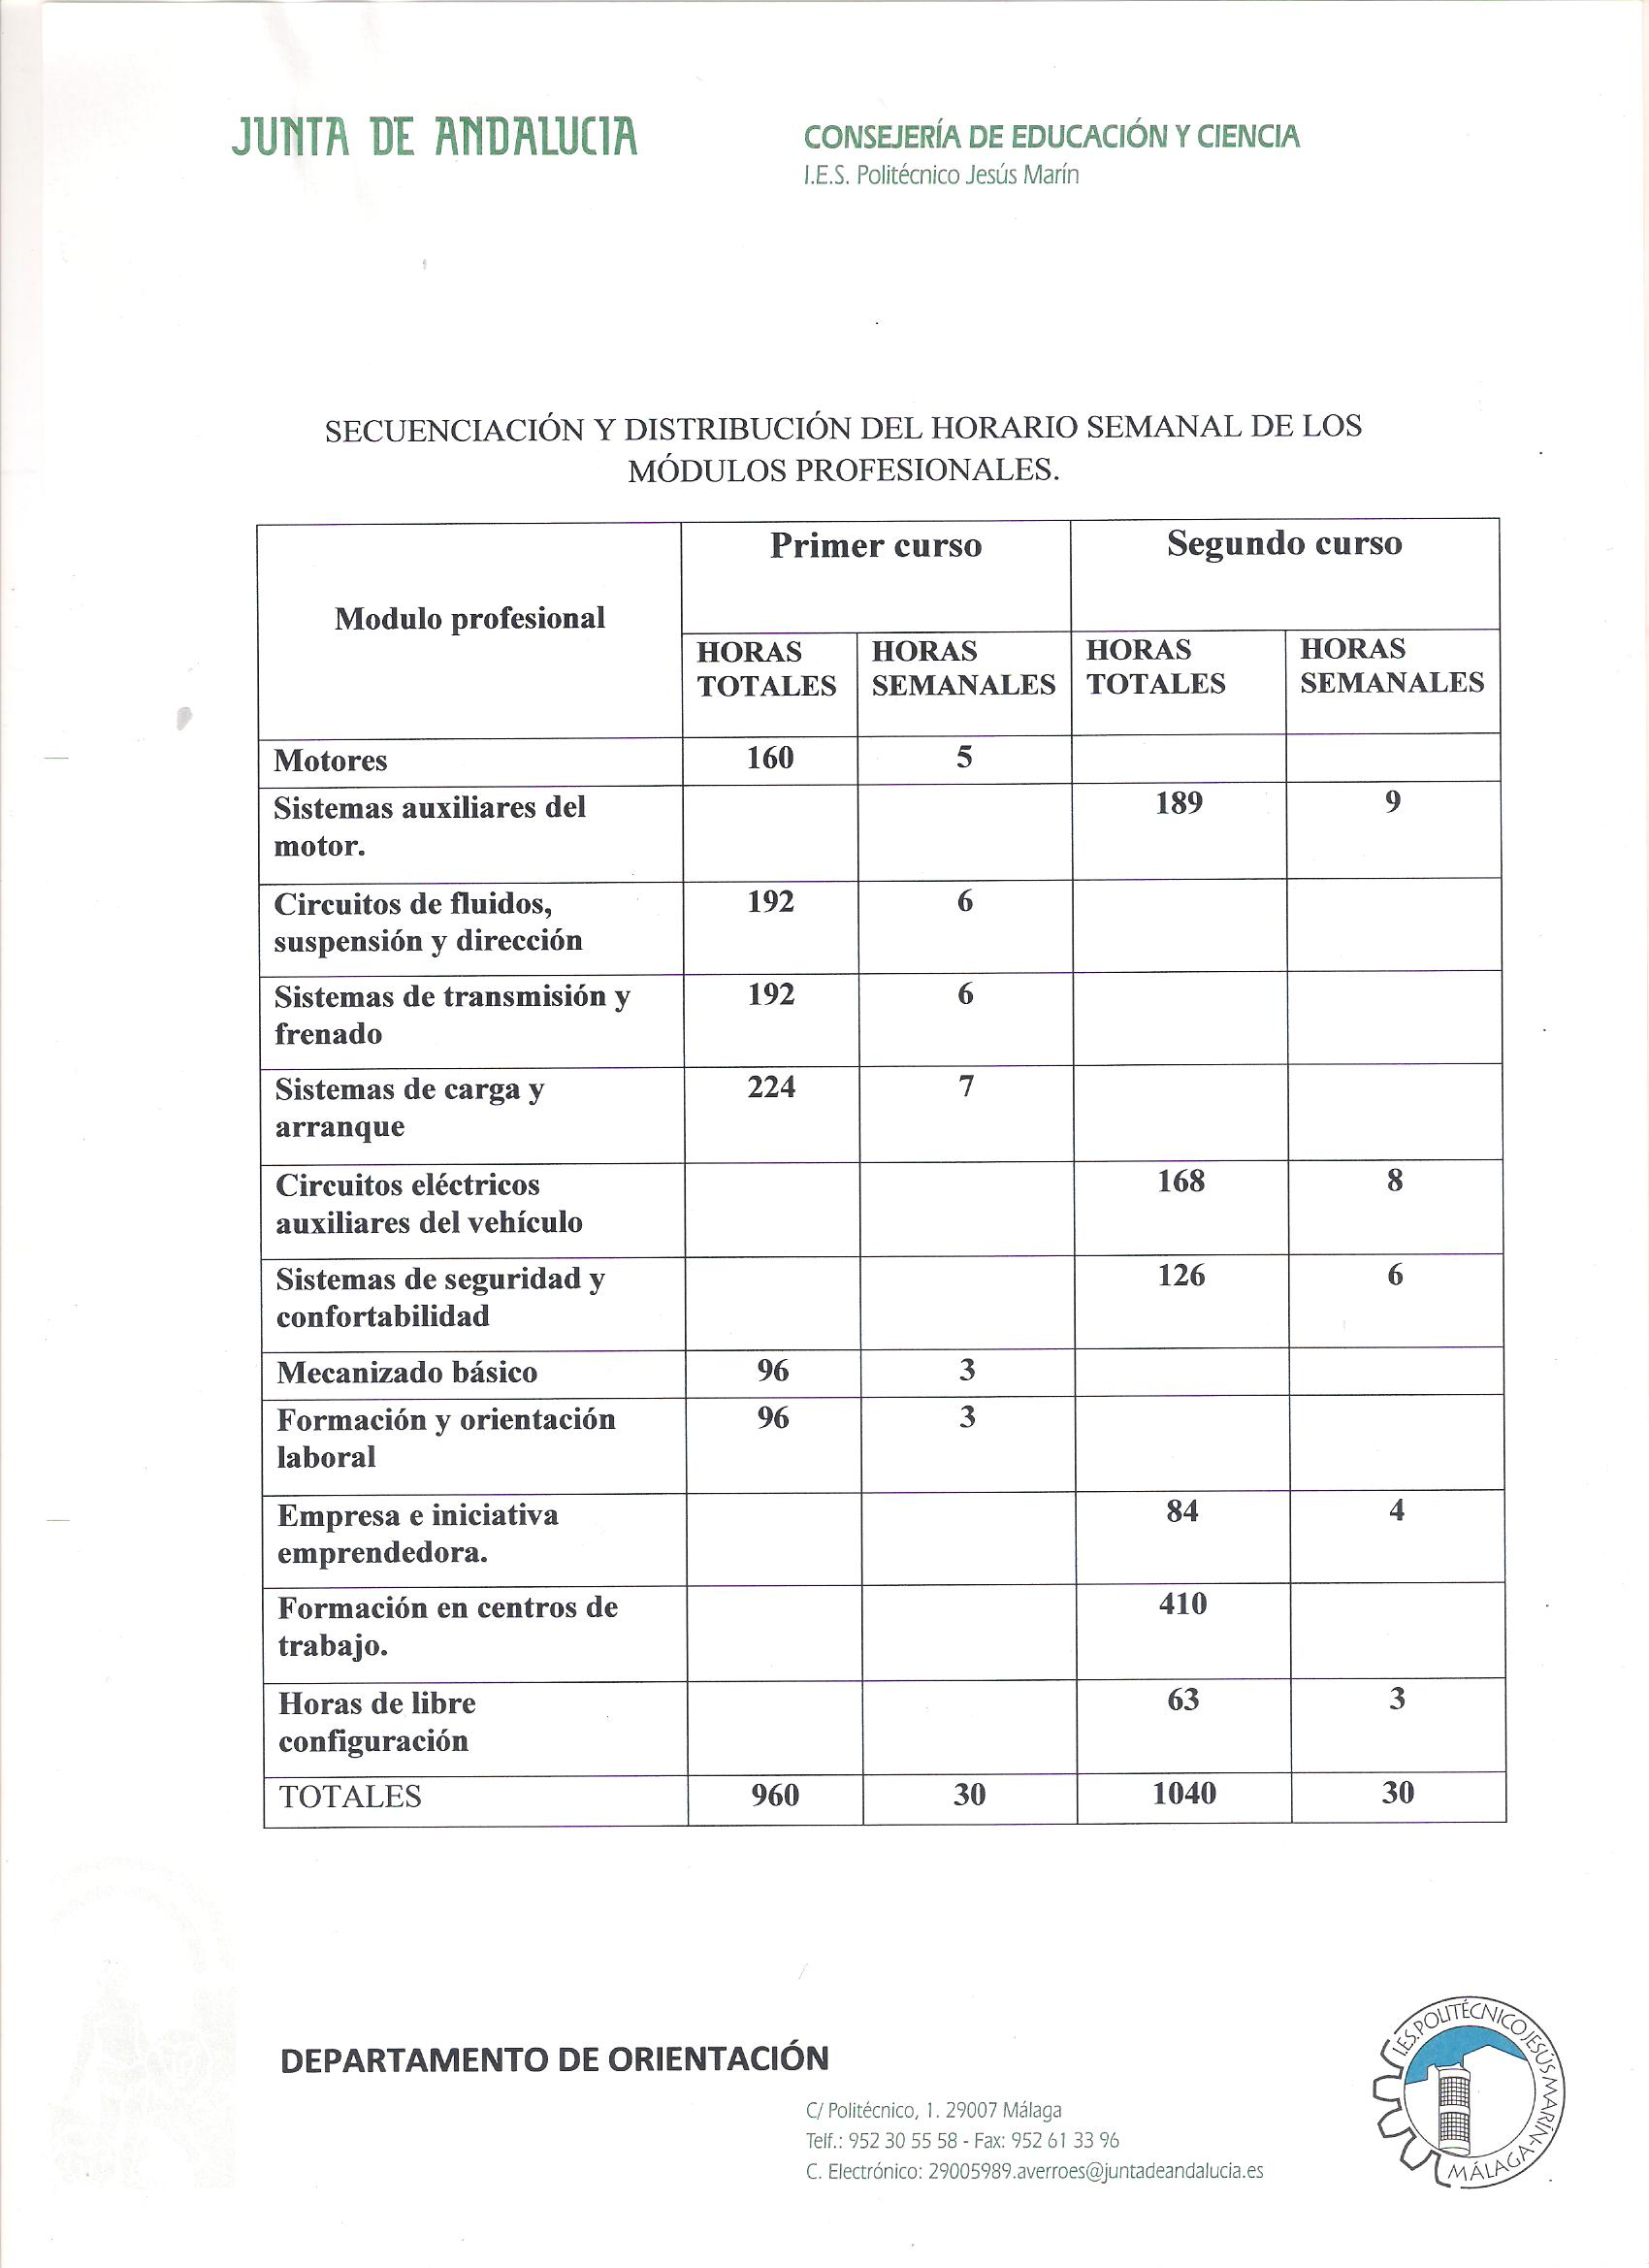 JUNTA DE ANDALUCIA
CONSEJERÍA DE EDUCACIÓN Y CIENCIA
I.E.S. Politécnico Jesús Marín
SECUENCIACIÓN Y DISTRIBUCIÓN DEL HORARIO SEMANAL DE LOS
MÓDULOS PROFESIONALES.
Modulo profesional
Primer curso
Segundo curso
HORAS
TOTALES
HORAS
SEMANALES
HORAS
TOTALES
HORAS
SEMANALES
Motores 160 5
Sistemas auxiliares del 189 9
motor.
Circuitos de fluidos, 192 6
suspensión y dirección
Sistemas de transmisión y 192 6
frenado
Sistemas de carga y 224 7
arranque
Circuitos eléctricos 168 8
auxiliares del vehículo
Sistemas de seguridad y 126 6
confortabilidad
Mecanizado básico 96 3
Formación y orientación 96 3
laboral
Empresa e iniciativa 84 4
emprendedora.
Formación en centros de 410
trabajo.
Horas de libre 63 3
configuración
TOTALES 960 30 1040 30
DEPARTAMENTO DE ORIENTACIÓN
C/ Politécnico, 1. 29007 Málaga
Telf.: 952 30 55 58 - Fax: 952 61 33 96
C. Electrónico: 29005989.averroes@juntadeandalucia.es
I.E.S. POLITÉCNICO JESÚS MARÍN - MÁLAGA